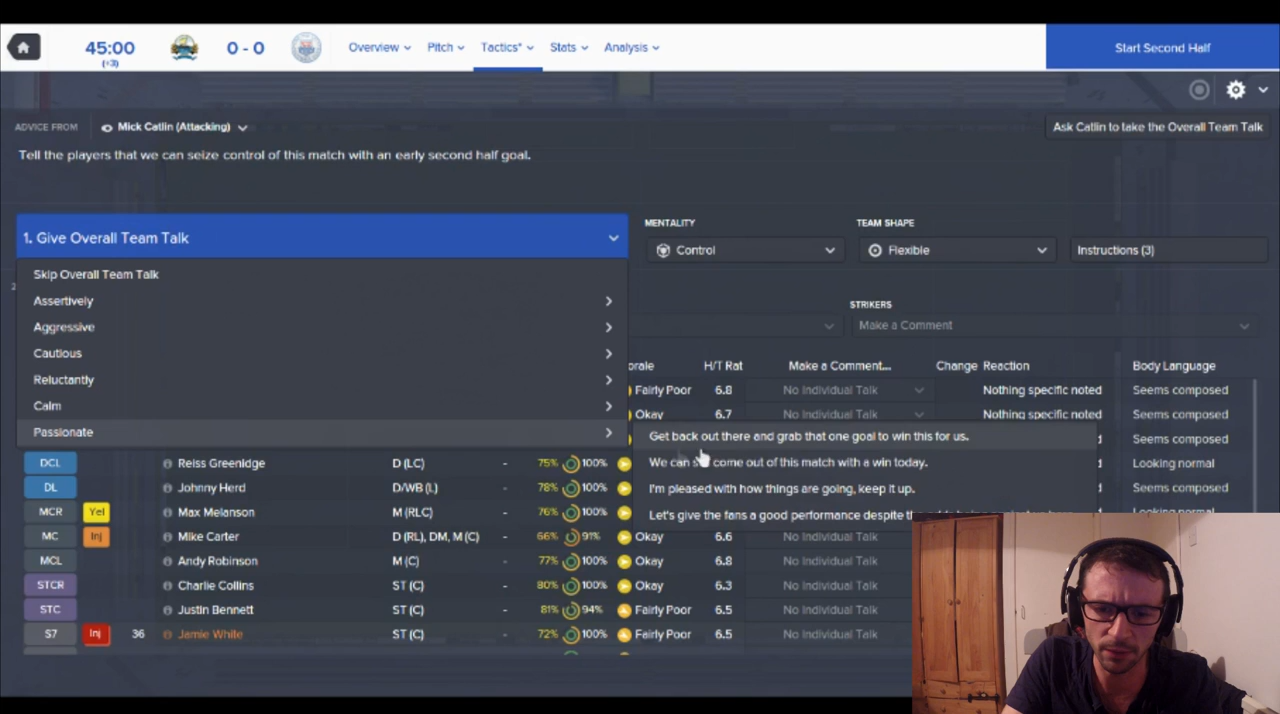 45:00 0 - 0 Overview Pitch Tactics* Stats Analysis Start Second Half
(+3)
ADVICE FROM Mick Catlin (Attacking) Ask Catlin to take the Overall Team Talk
Tell the players that we can seize control of this match with an early second half goal.
MENTALITY TEAM SHAPE
1. Give Overall Team Talk Control Flexible Instructions (3)
Skip Overall Team Talk
Assertively STRIKERS
Aggressive Make a Comment
Cautious H/T Rat Make a Comment... Change Reaction Body Language
Reluctantly Fairly Poor 6.8 No Individual Talk Nothing specific noted Seems composed
Calm Okay 6.7 No Individual Talk Nothing specific noted Seems composed
Passionate Get back out there and grab that one goal to win this for us. Seems composed
DCL Reiss Greenidge D (LC) - 75% 100% We can come out of this match with a win today. Looking normal
DL Johnny Herd D/WB (L) - 78% 100% I'm pleased with how things are going, keep it up. Seems composed
MCR Yel Max Melanson M (RLC) - 76% 100% Let's give the fans a good performance despite
MC Inj Mike Carter D (RL), DM, M (C) - 66% 91% Okay 6.6 No Individual Talk
MCL Andy Robinson M (C) - 77% 100% Okay 6.8 No Individual Talk
STCR Charlie Collins ST (C) - 80% 100% Okay 6.3 No Individual Talk
STC Justin Bennett ST (C) - 81% 94% Fairly Poor 6.5 No Individual Talk
S7 Inj 36 Jamie White ST (C) - 72% 100% Fairly Poor 6.5 No Individual Talk